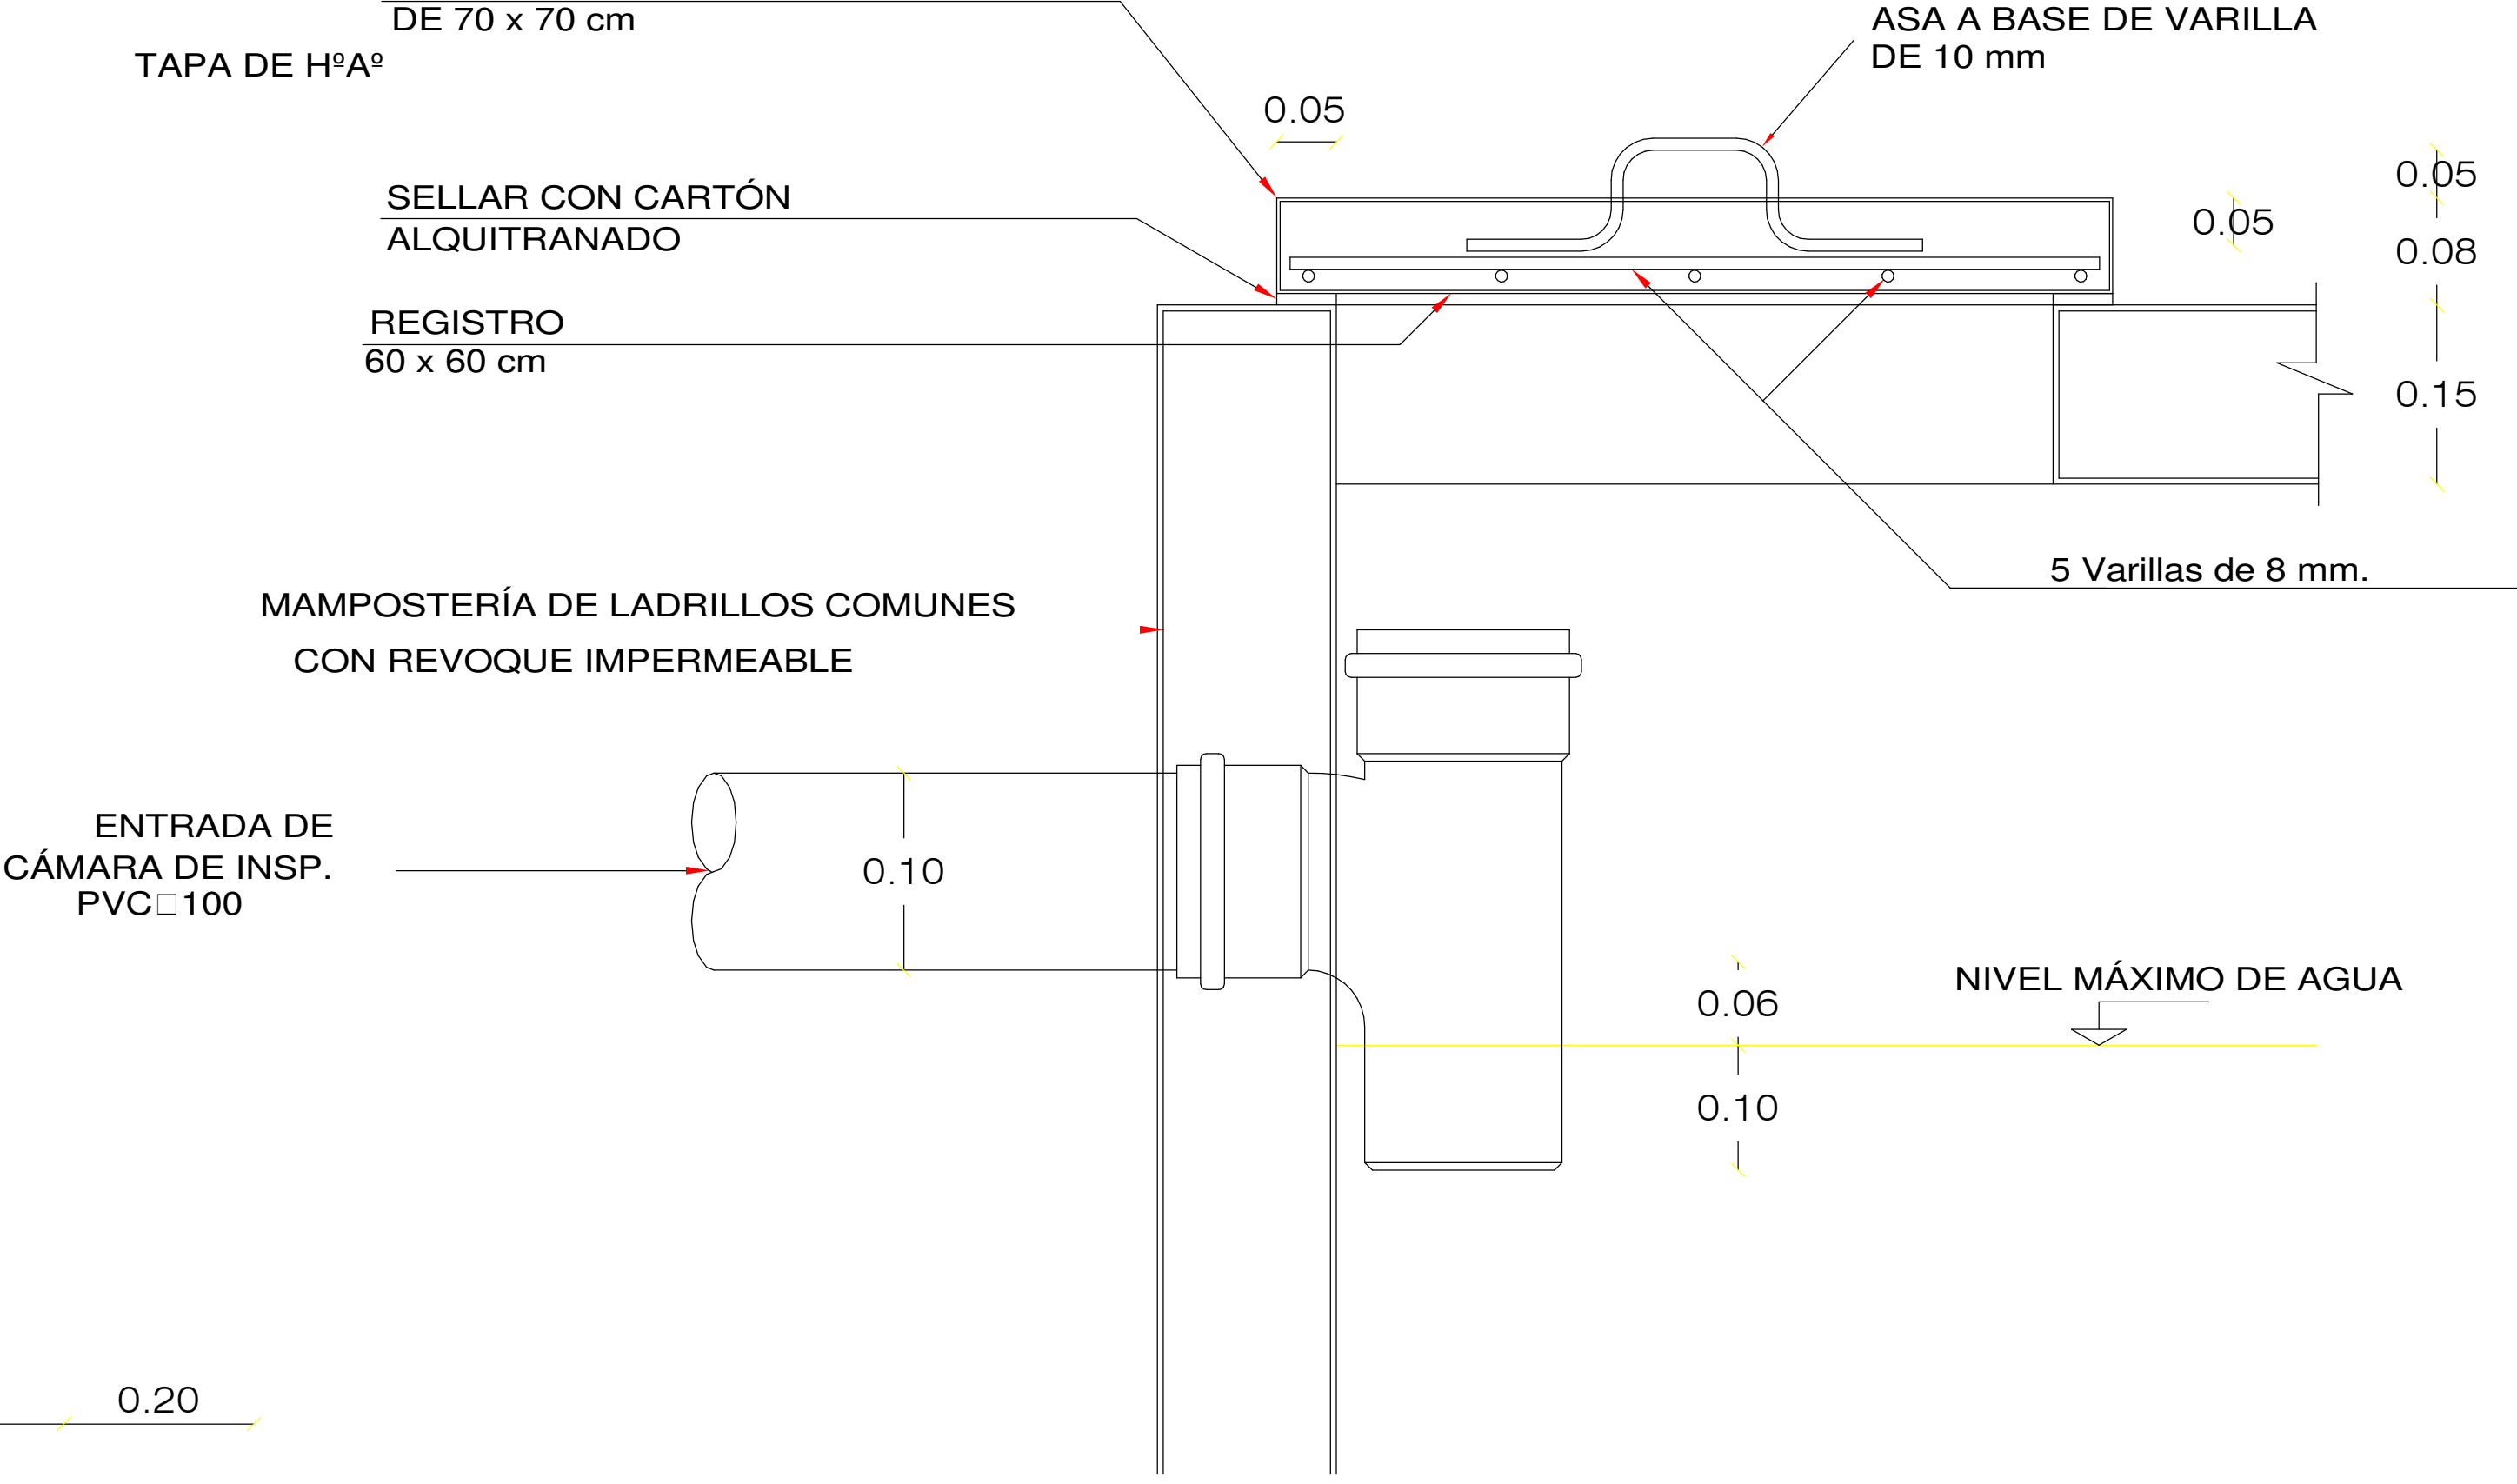 DE 70 x 70 cm
TAPA DE HºAº
ASA A BASE DE VARILLA
DE 10 mm
0.05
0.05
0.05
0.08
SELLAR CON CARTÓN
ALQUITRANADO
REGISTRO
60 x 60 cm
0.15
5 Varillas de 8 mm.
MAMPOSTERÍA DE LADRILLOS COMUNES
CON REVOQUE IMPERMEABLE
ENTRADA DE
CÁMARA DE INSP.
PVC□100
0.10
NIVEL MÁXIMO DE AGUA
0.06
0.10
0.20